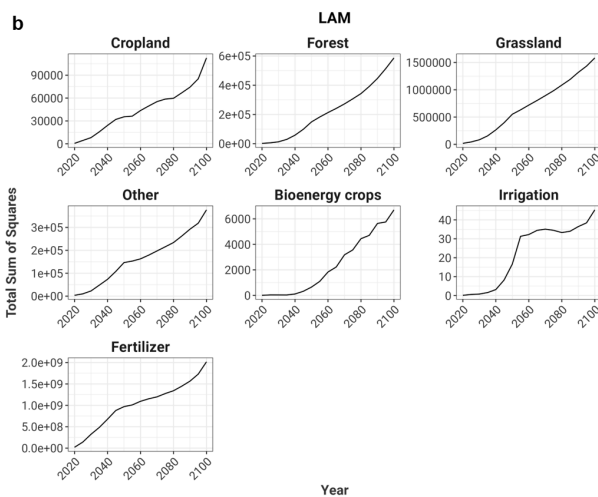 b
LAM
Cropland
Forest
Grassland
90000
60000
30000
0
6e+05
4e+05
2e+05
0e+00
1500000
1000000
500000
0
2020 2040 2060 2080 2100
2020 2040 2060 2080 2100
2020 2040 2060 2080 2100
Other
Bioenergy crops
Irrigation
3e+05
2e+05
1e+05
0e+00
6000
4000
2000
0
40
30
20
10
0
2020 2040 2060 2080 2100
2020 2040 2060 2080 2100
2020 2040 2060 2080 2100
Fertilizer
2.0e+09
1.5e+09
1.0e+09
5.0e+08
0.0e+00
2020 2040 2060 2080 2100
Total Sum of Squares
Year